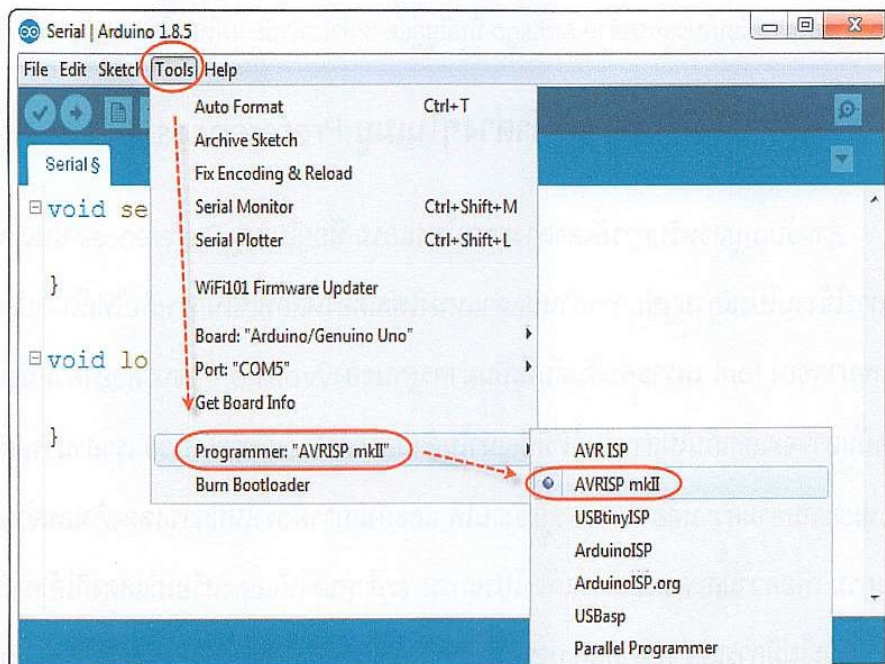 Serial | Arduino 1.8.5
File Edit Sketch Tools Help
Auto Format Ctrl+T
Archive Sketch
Serial §
Fix Encoding & Reload
void se
Serial Monitor Ctrl+Shift+M
Serial Plotter Ctrl+Shift+L
}
WiFi101 Firmware Updater
Board: "Arduino/Genuino Uno"
void lo
Port: "COM5"
Get Board Info
}
Programmer: "AVRISP mkII"
Burn Bootloader
AVR ISP
AVRISP mkII
USBtinyISP
ArduinoISP
ArduinoISP.org
USBasp
Parallel Programmer